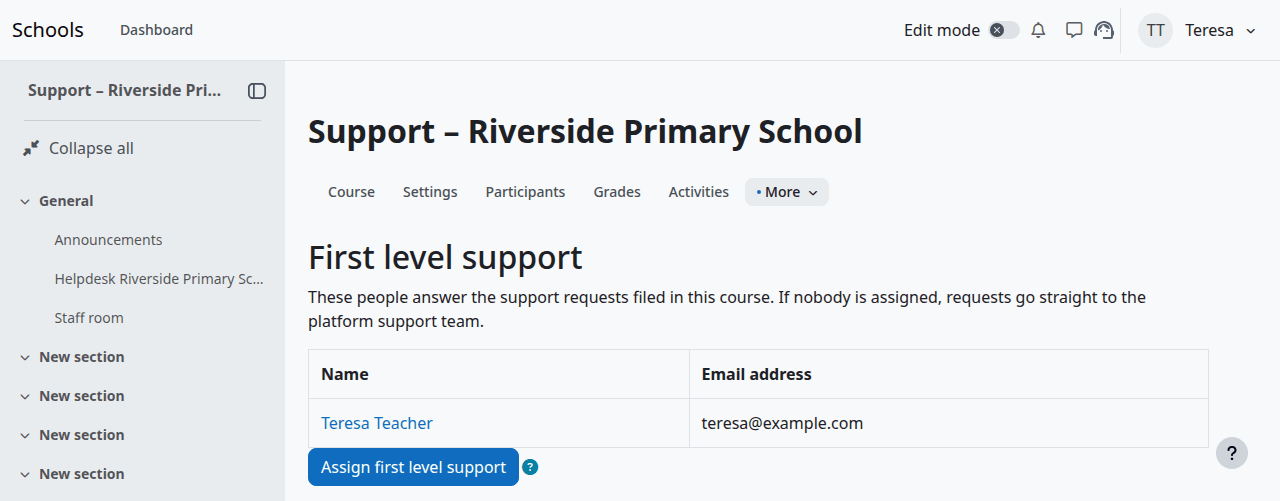 Schools
Dashboard
Edit mode
TT
Teresa
Support – Riverside Pri...
Collapse all
General
Announcements
Helpdesk Riverside Primary Sc...
Staff room
New section
New section
New section
New section
Support – Riverside Primary School
Course Settings Participants Grades Activities • More
First level support
These people answer the support requests filed in this course. If nobody is assigned, requests go straight to the
platform support team.
Name Email address
Teresa Teacher teresa@example.com
Assign first level support ?
?